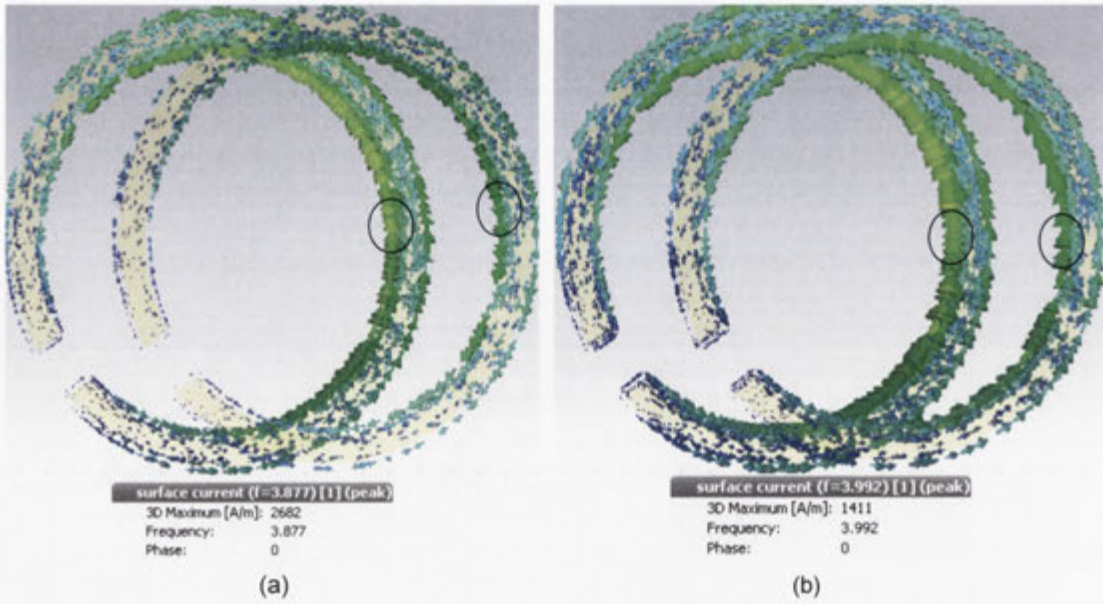 surface current (f=3.877) [1] (peak)
3D Maximum [A/m]: 2682
Frequency: 3.877
Phase: 0
(a)
surface current (f=3.992) [1] (peak)
3D Maximum [A/m]: 1411
Frequency: 3.992
Phase: 0
(b)